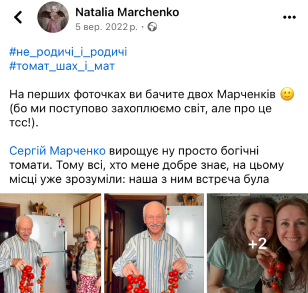 Natalia Marchenko
5 вер. 2022 р. ·
#не_родичі_і_родичі
#томат_шах_і_мат
На перших фоточках ви бачите двох Марченків 🙂
(бо ми поступово захоплюємо світ, але про це
тсс!).
Сергій Марченко вирощує ну просто богічні
томати. Тому всі, хто мене добре знає, на цьому
місці уже зрозуміли: наша з ним встрєча була
+2